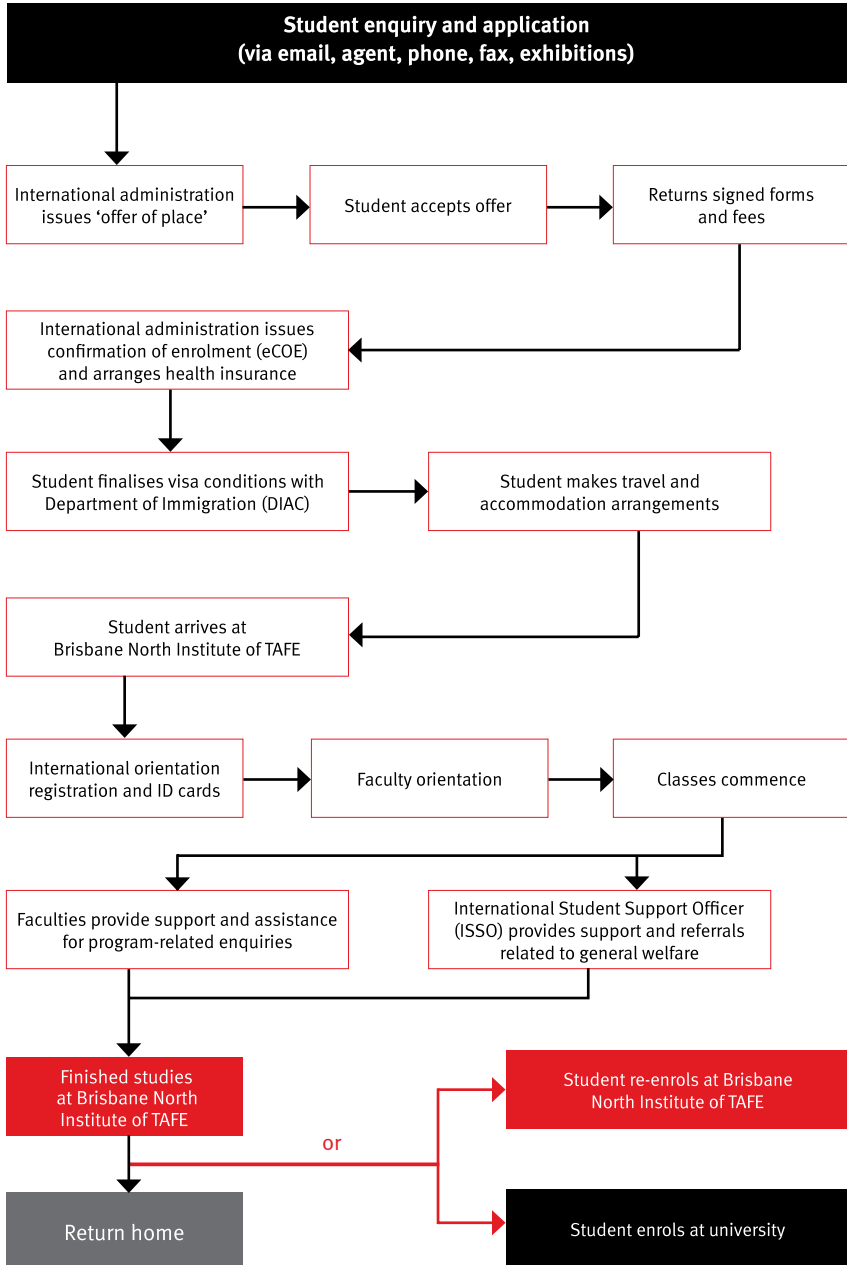 Student enquiry and application
(via email, agent, phone, fax, exhibitions)
International administration
issues ‘offer of place’
Student accepts offer
Returns signed forms
and fees
International administration issues
confirmation of enrolment (eCOE)
and arranges health insurance
Student finalises visa conditions with
Department of Immigration (DIAC)
Student makes travel and
accommodation arrangements
Student arrives at
Brisbane North Institute of TAFE
International orientation
registration and ID cards
Faculty orientation
Classes commence
Faculties provide support and assistance
for program-related enquiries
International Student Support Officer
(ISSO) provides support and referrals
related to general welfare
Finished studies
at Brisbane North
Institute of TAFE
or
Student re-enrols at Brisbane
North Institute of TAFE
Return home
Student enrols at university